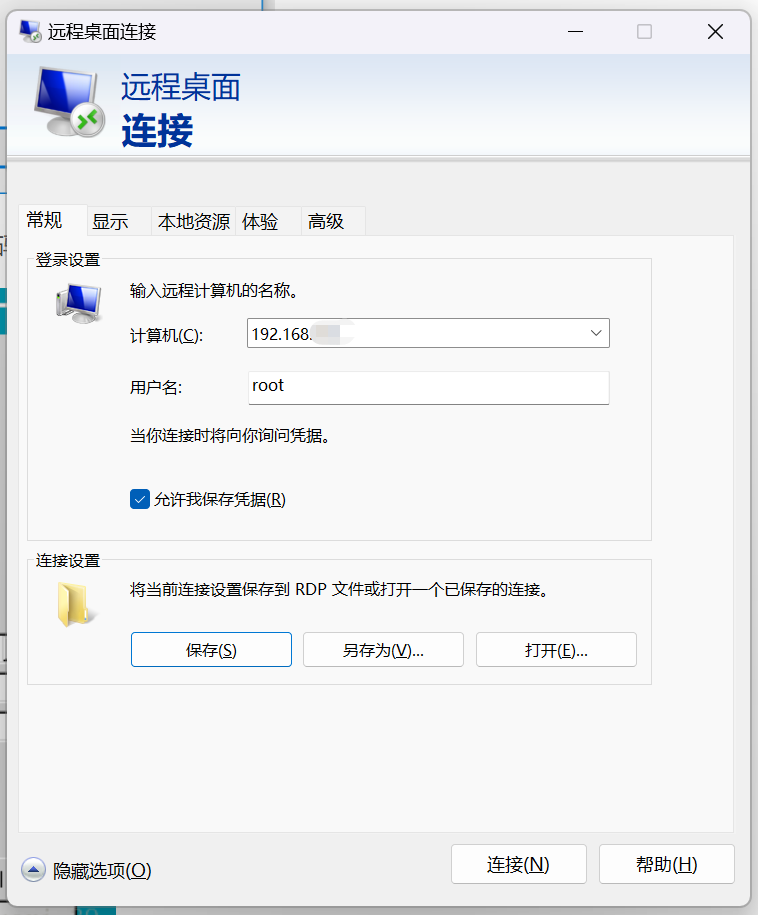 远程桌面连接
远程桌面
连接
常规 显示 本地资源 体验 高级
登录设置
输入远程计算机的名称。
计算机(C): 192.168.
用户名: root
当你连接时将向你询问凭据。
允许我保存凭据(R)
连接设置
将当前连接设置保存到 RDP 文件或打开一个已保存的连接。
保存(S) 另存为(V)... 打开(E)...
隐藏选项(O) 连接(N) 帮助(H)